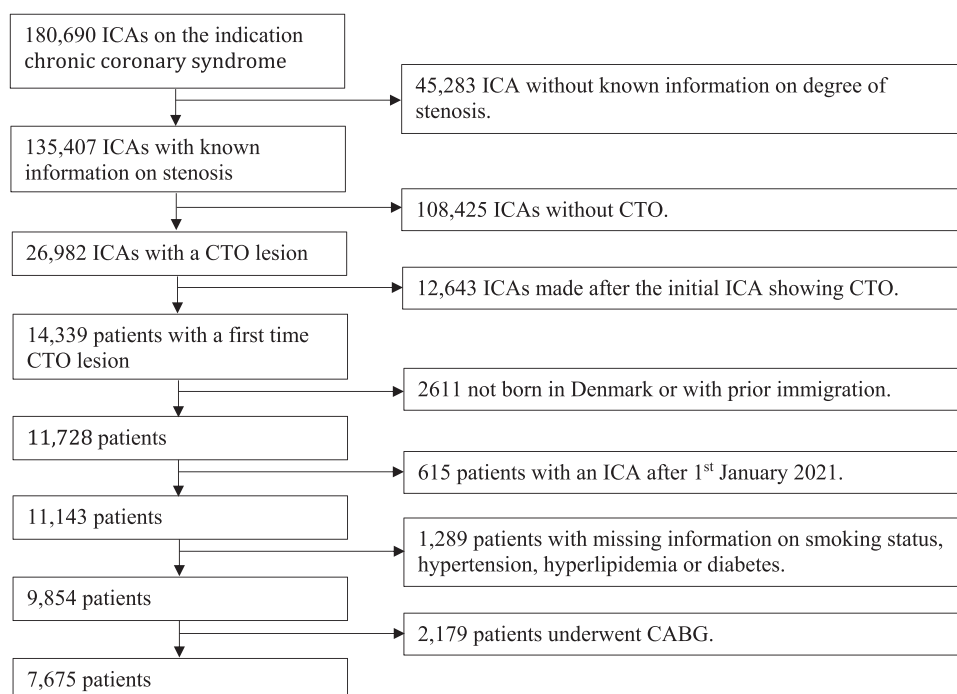 180,690 ICAs on the indication
chronic coronary syndrome
45,283 ICA without known information on degree of
stenosis.
135,407 ICAs with known
information on stenosis
108,425 ICAs without CTO.
26,982 ICAs with a CTO lesion
12,643 ICAs made after the initial ICA showing CTO.
14,339 patients with a first time
CTO lesion
2611 not born in Denmark or with prior immigration.
11,728 patients
615 patients with an ICA after 1st January 2021.
11,143 patients
1,289 patients with missing information on smoking status,
hypertension, hyperlipidemia or diabetes.
9,854 patients
2,179 patients underwent CABG.
7,675 patients